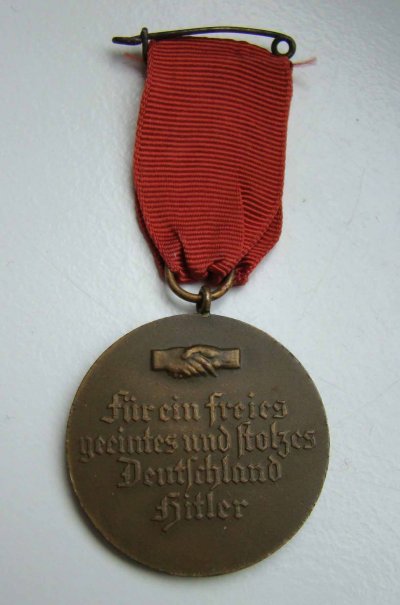 Für ein freies
geeintes und stolzes
Deutschland
Hitler